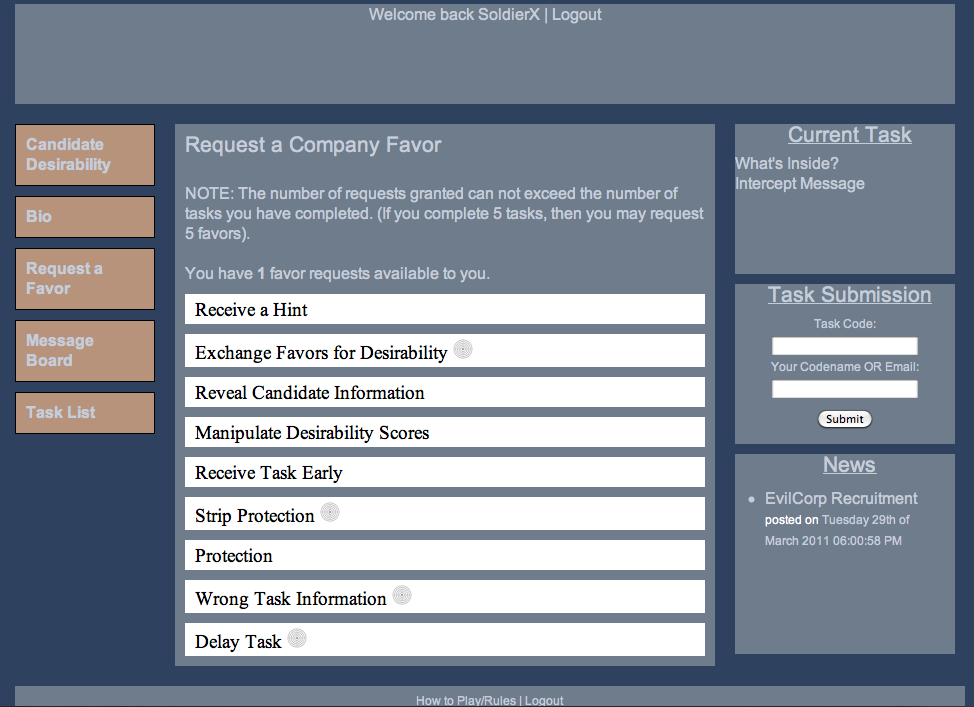 Welcome back SoldierX | Logout
Candidate
Desirability
Bio
Request a
Favor
Message
Board
Task List
Request a Company Favor
NOTE: The number of requests granted can not exceed the number of
tasks you have completed. (If you complete 5 tasks, then you may request
5 favors).
You have 1 favor requests available to you.
Receive a Hint
Exchange Favors for Desirability
Reveal Candidate Information
Manipulate Desirability Scores
Receive Task Early
Strip Protection
Protection
Wrong Task Information
Delay Task
Current Task
What's Inside?
Intercept Message
Task Submission
Task Code:
Your Codename OR Email:
Submit
News
• EvilCorp Recruitment
posted on Tuesday 29th of
March 2011 06:00:58 PM
How to Play/Rules | Logout